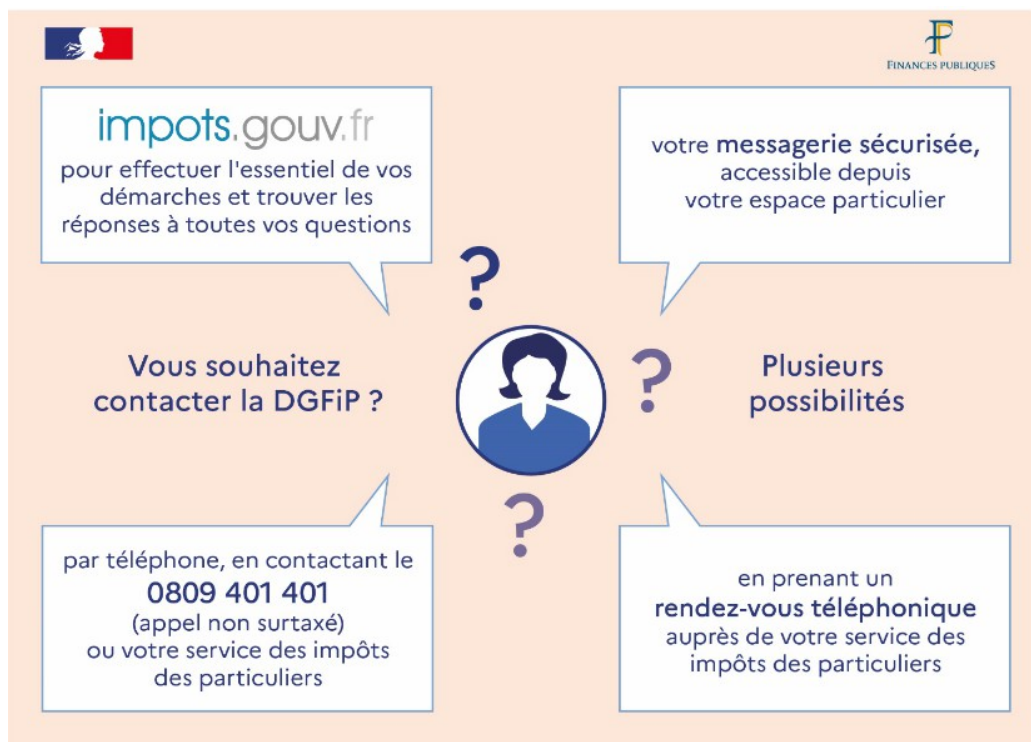 FINANCES PUBLIQUES
impots.gouv.fr
pour effectuer l'essentiel de vos
démarches et trouver les
réponses à toutes vos questions
votre messagerie sécurisée,
accessible depuis
votre espace particulier
?
Vous souhaitez
contacter la DGFiP ?
?
Plusieurs
possibilités
?
par téléphone, en contactant le
0809 401 401
(appel non surtaxé)
ou votre service des impôts
des particuliers
en prenant un
rendez-vous téléphonique
auprès de votre service des
impôts des particuliers